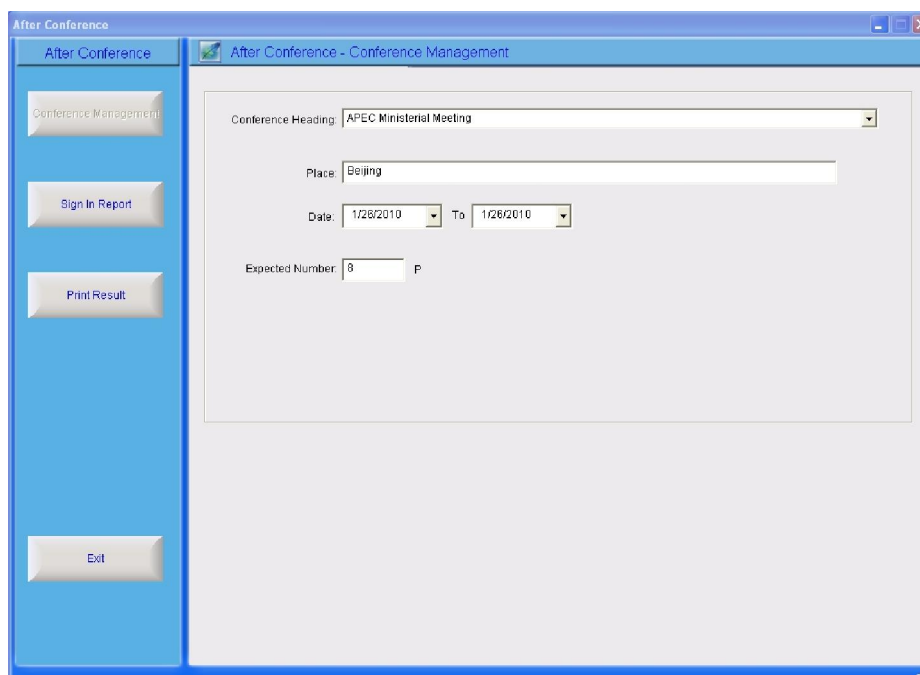 After Conference
After Conference
After Conference - Conference Management
Conference Management
Sign In Report
Print Result
Exit
Conference Heading: APEC Ministerial Meeting
Place: Beijing
Date: 1/26/2010 To 1/26/2010
Expected Number: 8 P